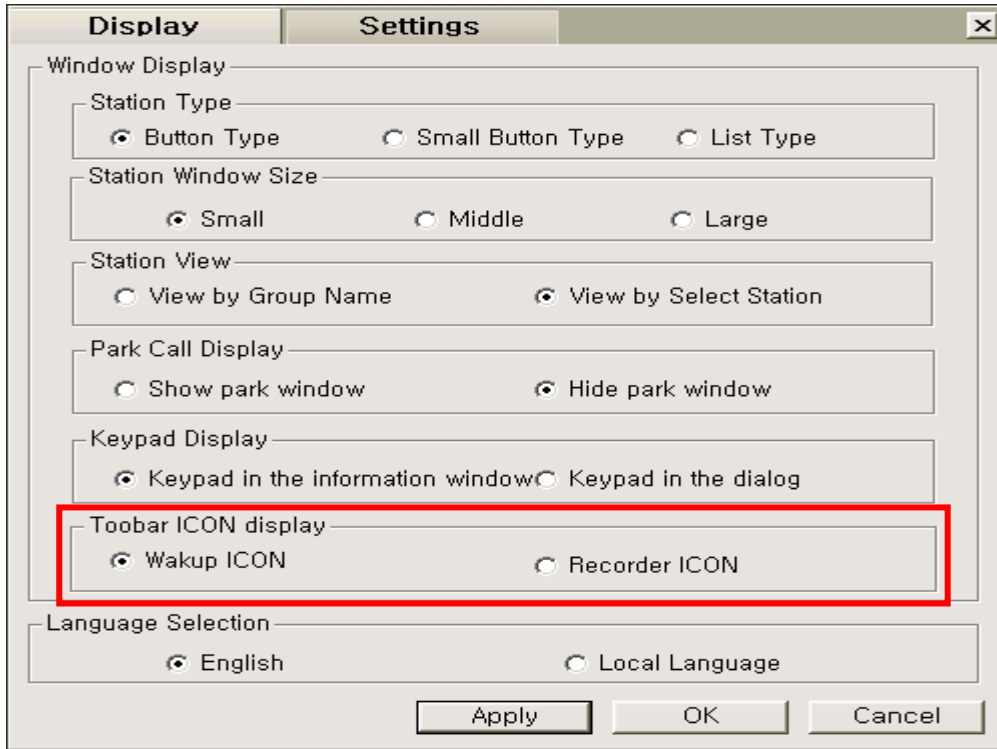 Display Settings
Window Display
Station Type
Button Type Small Button Type List Type
Station Window Size
Small Middle Large
Station View
View by Group Name View by Select Station
Park Call Display
Show park window Hide park window
Keypad Display
Keypad in the information window Keypad in the dialog
Toobar ICON display
Wakup ICON Recorder ICON
Language Selection
English Local Language
Apply OK Cancel